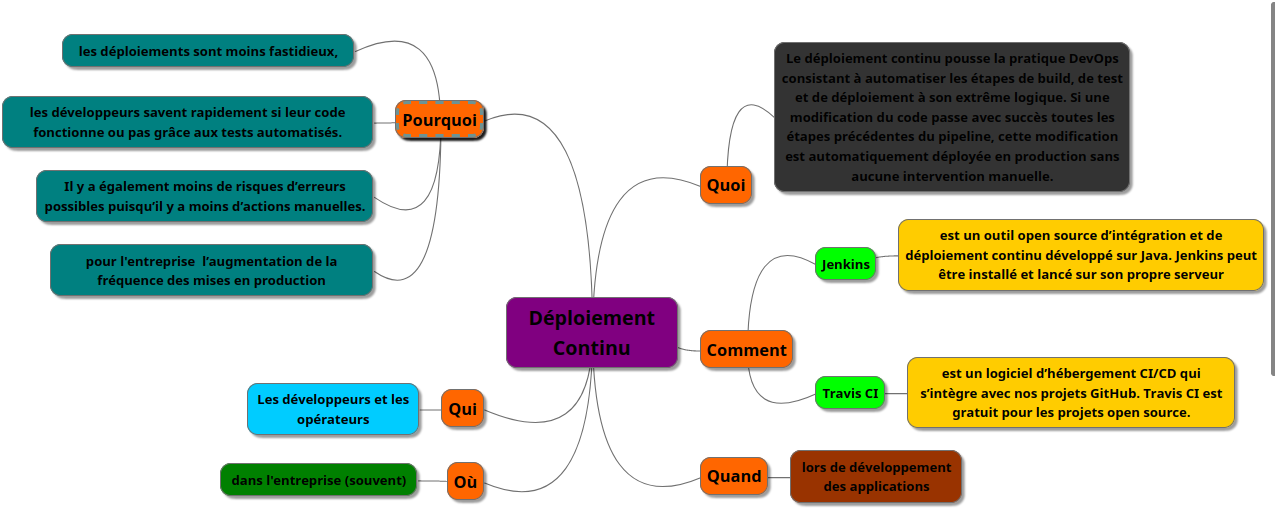 les déploiements sont moins fastidieux,
les développeurs savent rapidement si leur code
fonctionne ou pas grâce aux tests automatisés.
Il y a également moins de risques d’erreurs
possibles puisqu’il y a moins d’actions manuelles.
pour l'entreprise l’augmentation de la
fréquence des mises en production
Pourquoi
Le déploiement continu pousse la pratique DevOps
consistant à automatiser les étapes de build, de test
et de déploiement à son extrême logique. Si une
modification du code passe avec succès toutes les
étapes précédentes du pipeline, cette modification
est automatiquement déployée en production sans
aucune intervention manuelle.
Quoi
Déploiement
Continu
Comment
Jenkins
est un outil open source d’intégration et de
déploiement continu développé sur Java. Jenkins peut
être installé et lancé sur son propre serveur
Travis CI
est un logiciel d’hébergement CI/CD qui
s’intègre avec nos projets GitHub. Travis CI est
gratuit pour les projets open source.
Les développeurs et les
opérateurs
Qui
dans l'entreprise (souvent)
Où
Quand
lors de développement
des applications